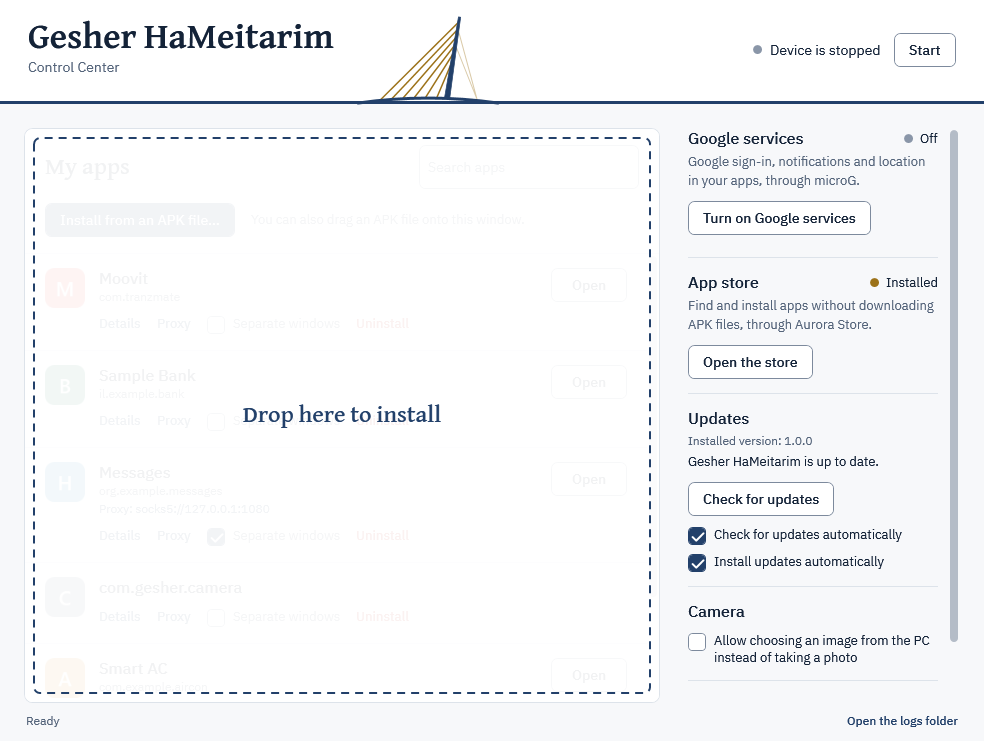 Gesher HaMeitarim
Control Center
Device is stopped
Start
My apps
Search apps
Install from an APK file...
You can also drag an APK file onto this window.
M
Moovit
com.tranzmate
Open
Details Proxy Separate windows Uninstall
B
Sample Bank
il.example.bank
Open
Details Proxy Separate windows Uninstall
Drop here to install
H
Messages
org.example.messages
Proxy: socks5://127.0.0.1:1080
Open
Details Proxy Separate windows Uninstall
C
com.gesher.camera
Details Proxy Separate windows Uninstall
A
Smart AC
Open
Google services
Off
Google sign-in, notifications and location
in your apps, through microG.
Turn on Google services
App store
Installed
Find and install apps without downloading
APK files, through Aurora Store.
Open the store
Updates
Installed version: 1.0.0
Gesher HaMeitarim is up to date.
Check for updates
Check for updates automatically
Install updates automatically
Camera
Allow choosing an image from the PC
instead of taking a photo
Ready
Open the logs folder